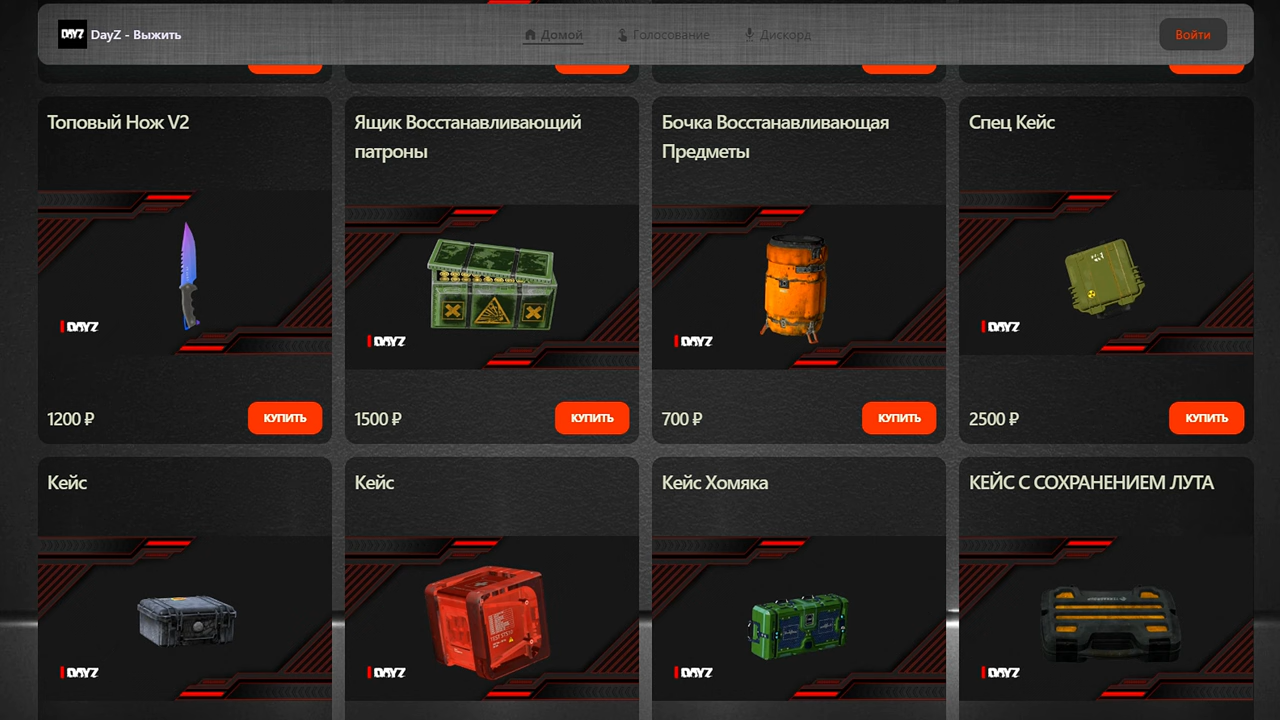 DAYZ DayZ - Выжить Домой Голосование Дискорд Войти
Топовый Нож V2
DAYZ
1200 ₽ КУПИТЬ
Ящик Восстанавливающий
патроны
DAYZ
1500 ₽ КУПИТЬ
Бочка Восстанавливающая
Предметы
DAYZ
700 ₽ КУПИТЬ
Спец Кейс
DAYZ
2500 ₽ КУПИТЬ
Кейс
DAYZ
Кейс
DAYZ
Кейс Хомяка
DAYZ
КЕЙС С СОХРАНЕНИЕМ ЛУТА
DAYZ